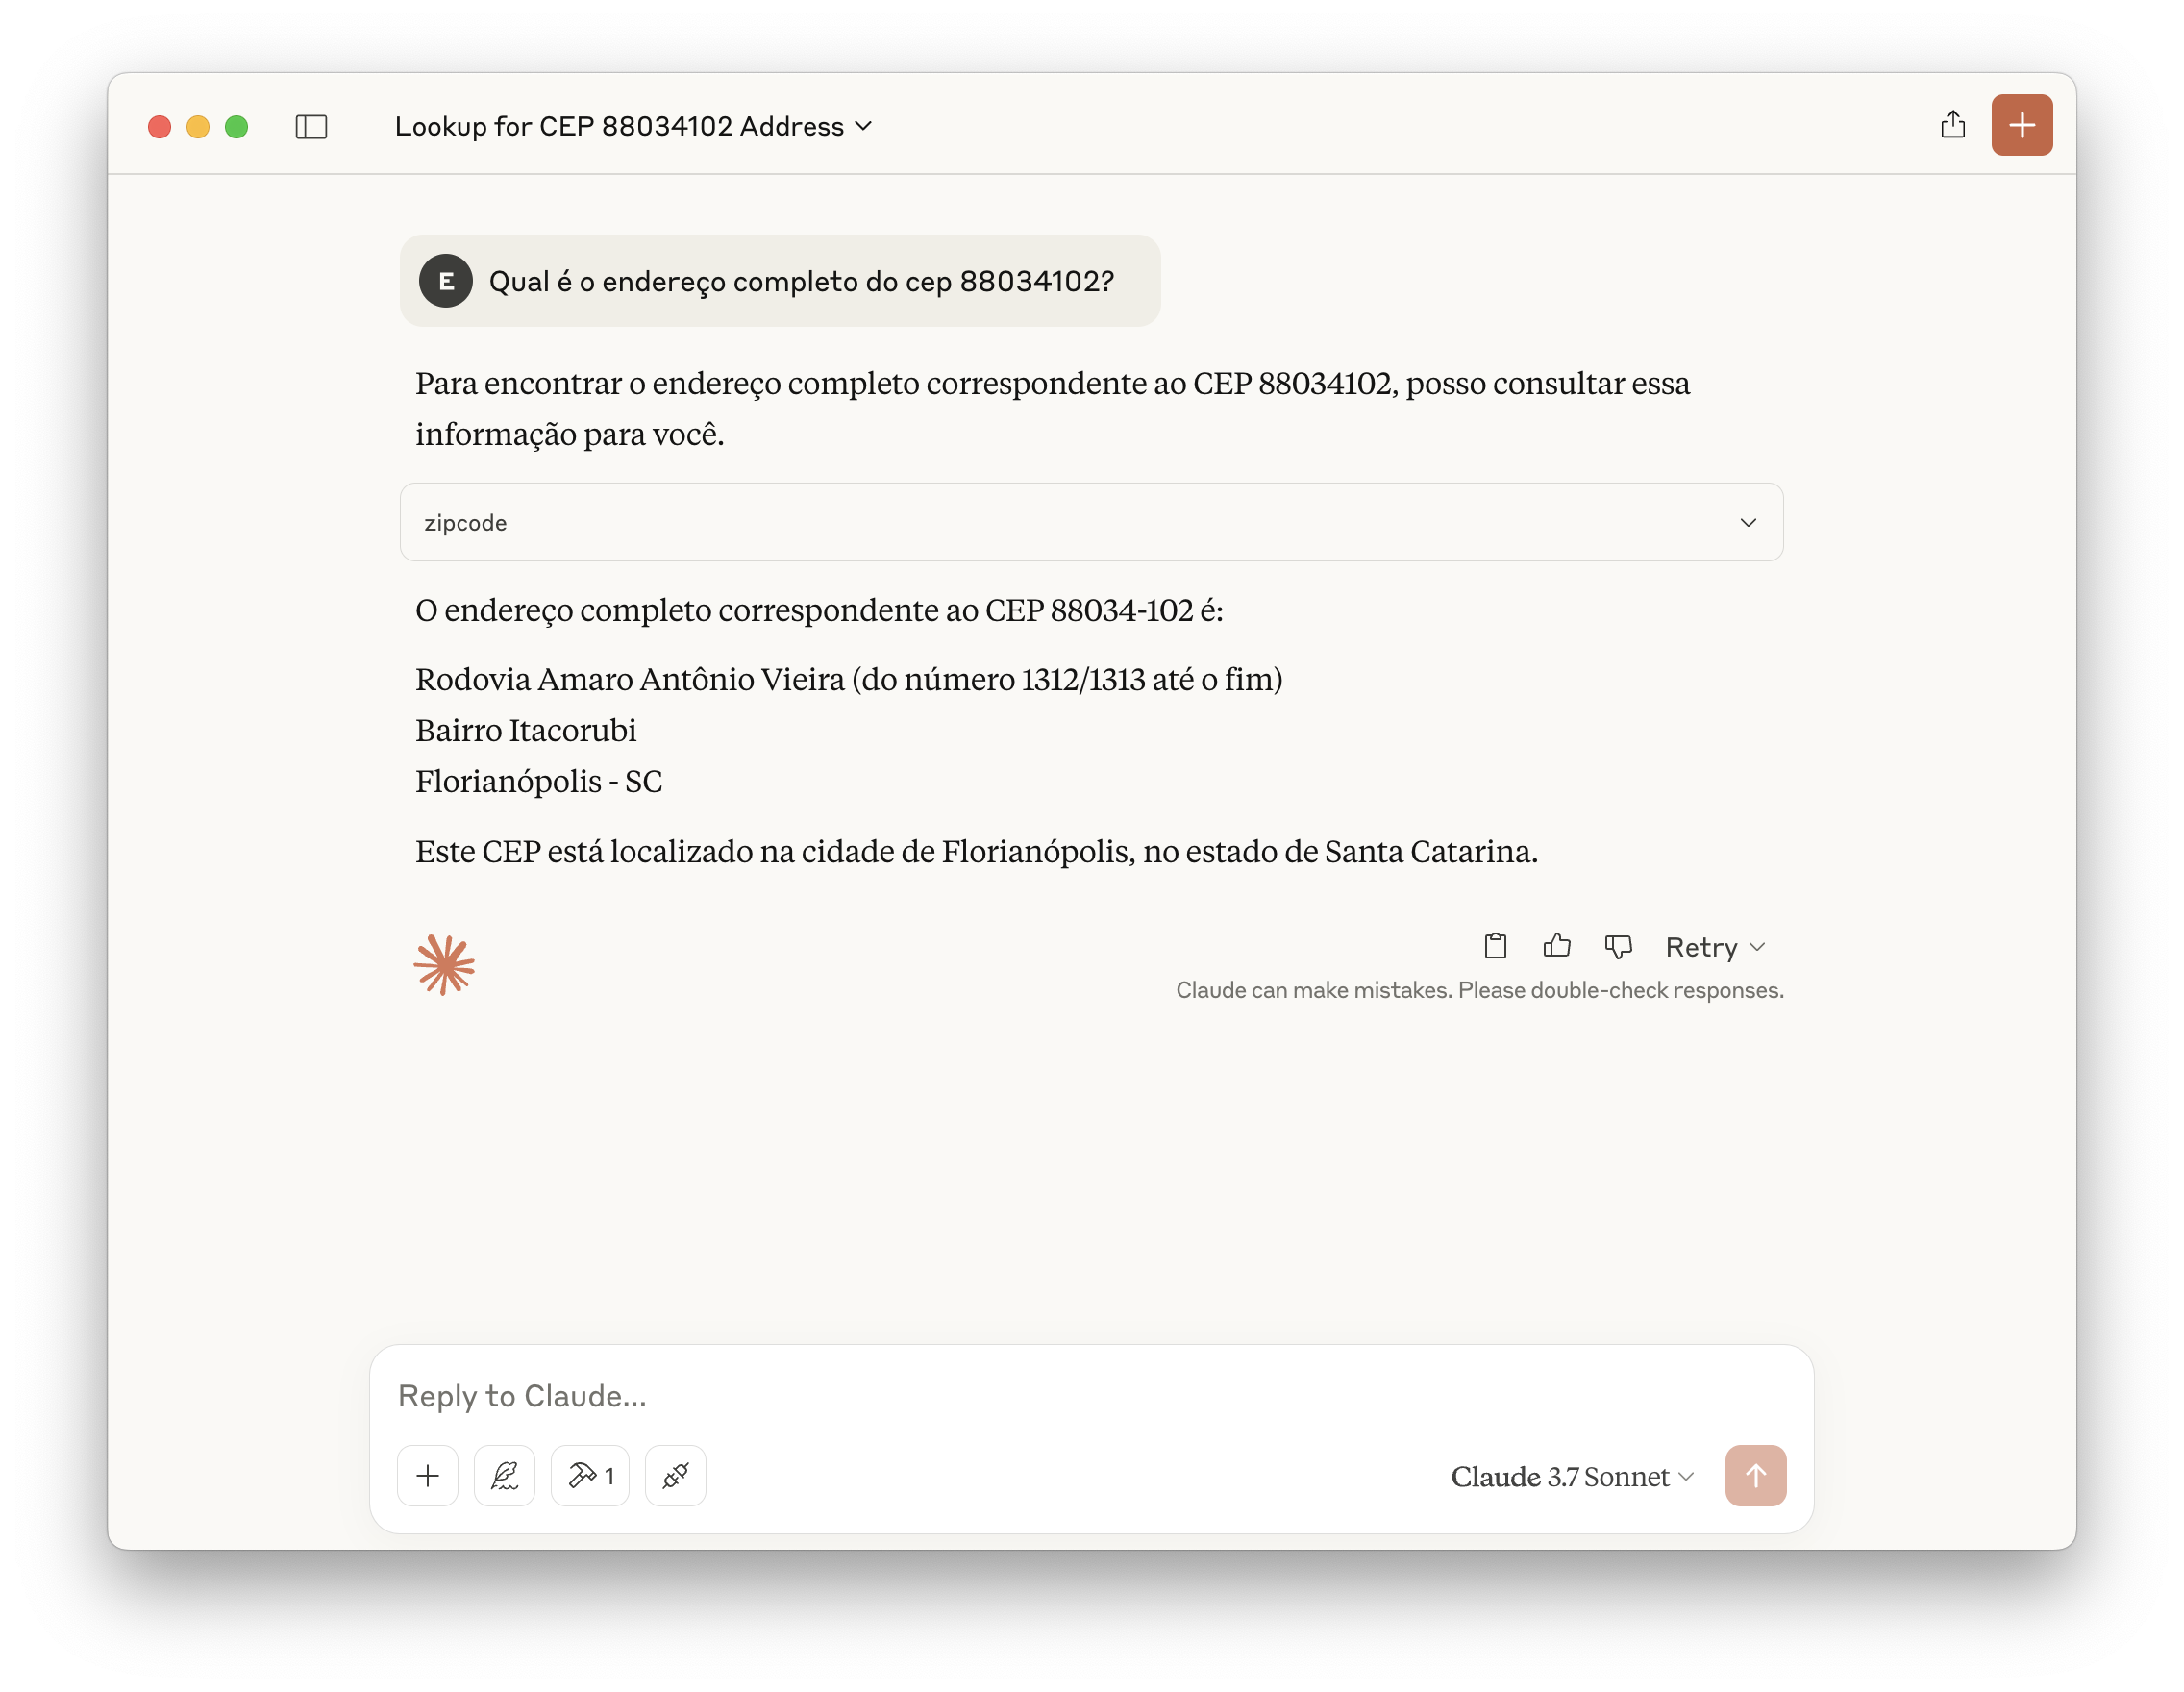 Lookup for CEP 88034102 Address
E
Qual é o endereço completo do cep 88034102?
Para encontrar o endereço completo correspondente ao CEP 88034102, posso consultar essa
informação para você.
zipcode
O endereço completo correspondente ao CEP 88034-102 é:
Rodovia Amaro Antônio Vieira (do número 1312/1313 até o fim)
Bairro Itacorubi
Florianópolis - SC
Este CEP está localizado na cidade de Florianópolis, no estado de Santa Catarina.
Retry
Claude can make mistakes. Please double-check responses.
Reply to Claude...
1
Claude 3.7 Sonnet